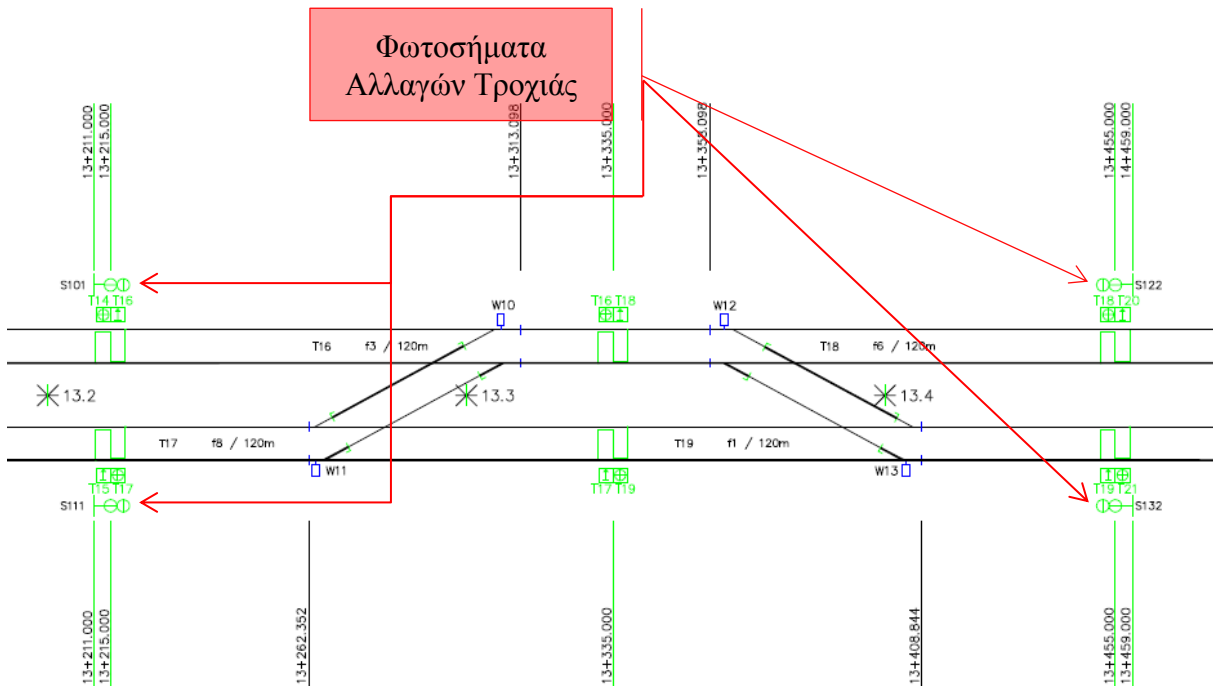 Φωτοσήματα
Αλλαγών Τροχιάς
13+211.000
13+215.000
13+313.098
13+335.000
13+358.098
13+455.000
14+459.000
S101
S122
T14 T16
W10
T16 T18
W12
T18 T20
T16 f3 / 120m
T18 f6 / 120m
13.2
13.3
13.4
T17 f8 / 120m
T19 f1 / 120m
W11
W13
T15 T17
T17 T19
T19 T21
S111
S132
13+211.000
13+215.000
13+262.352
13+335.000
13+408.844
13+455.000
13+459.000